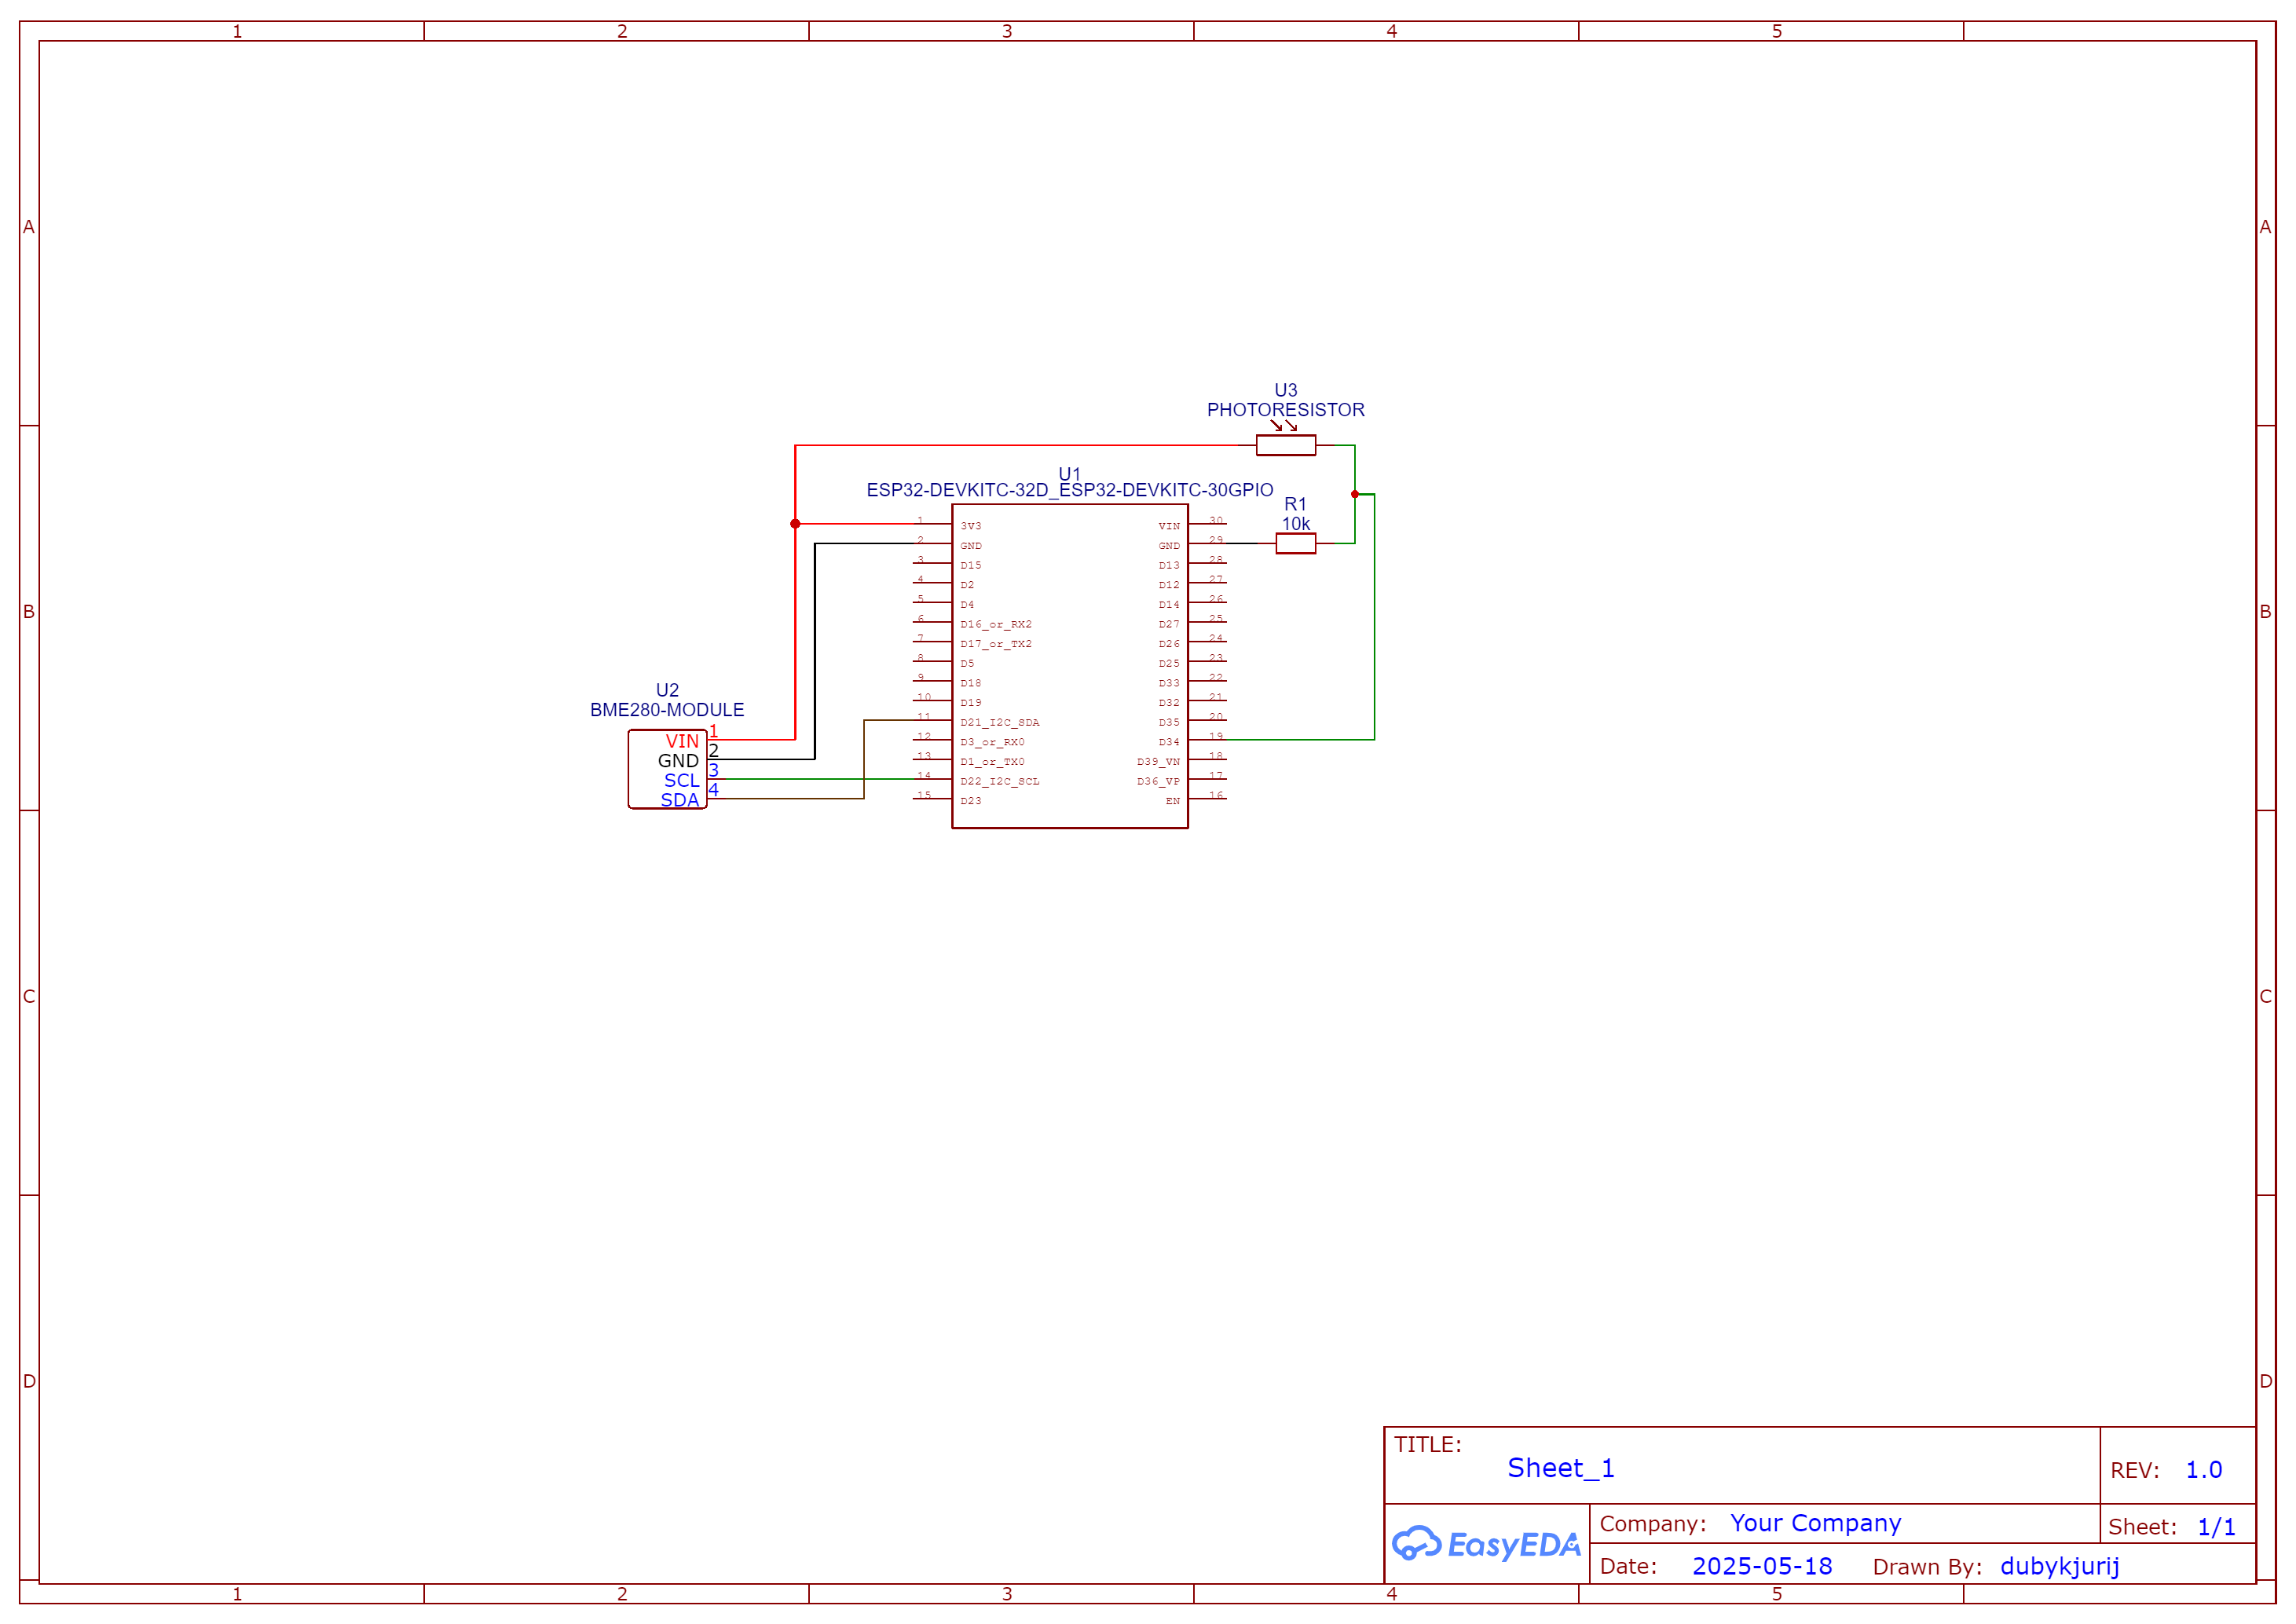 1 2 3 4 5
A A
U3
PHOTORESISTOR
U1
ESP32-DEVKITC-32D_ESP32-DEVKITC-30GPIO
R1
10k
1 3V3 VIN 30
2 GND GND 29
3 D15 D13 28
4 D2 D12 27
5 D4 D14 26
B B
6 D16_or_RX2 D27 25
7 D17_or_TX2 D26 24
8 D5 D25 23
9 D18 D33 22
10 D19 D32 21
11 D21_I2C_SDA D35 20
12 D3_or_RX0 D34 19
13 D1_or_TX0 D39_VN 18
14 D22_I2C_SCL D36_VP 17
15 D23 EN 16
U2
BME280-MODULE
VIN 1
GND 2
SCL 3
SDA 4
C C
D D
TITLE:
Sheet_1
REV: 1.0
EasyEDA
Company: Your Company
Sheet: 1/1
Date: 2025-05-18 Drawn By: dubykjurij
1 2 3 4 5